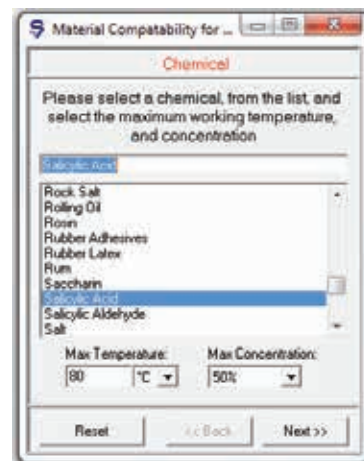 Material Compatability for ...
Chemical
Please select a chemical, from the list, and
select the maximum working temperature,
and concentration
Salicylic Acid
Rock Salt
Rolling Oil
Rosin
Rubber Adhesives
Rubber Latex
Rum
Saccharin
Salicylic Acid
Salicylic Aldehyde
Salt
Max Temperature: Max Concentration:
80 °C 50%
Reset << Back Next >>